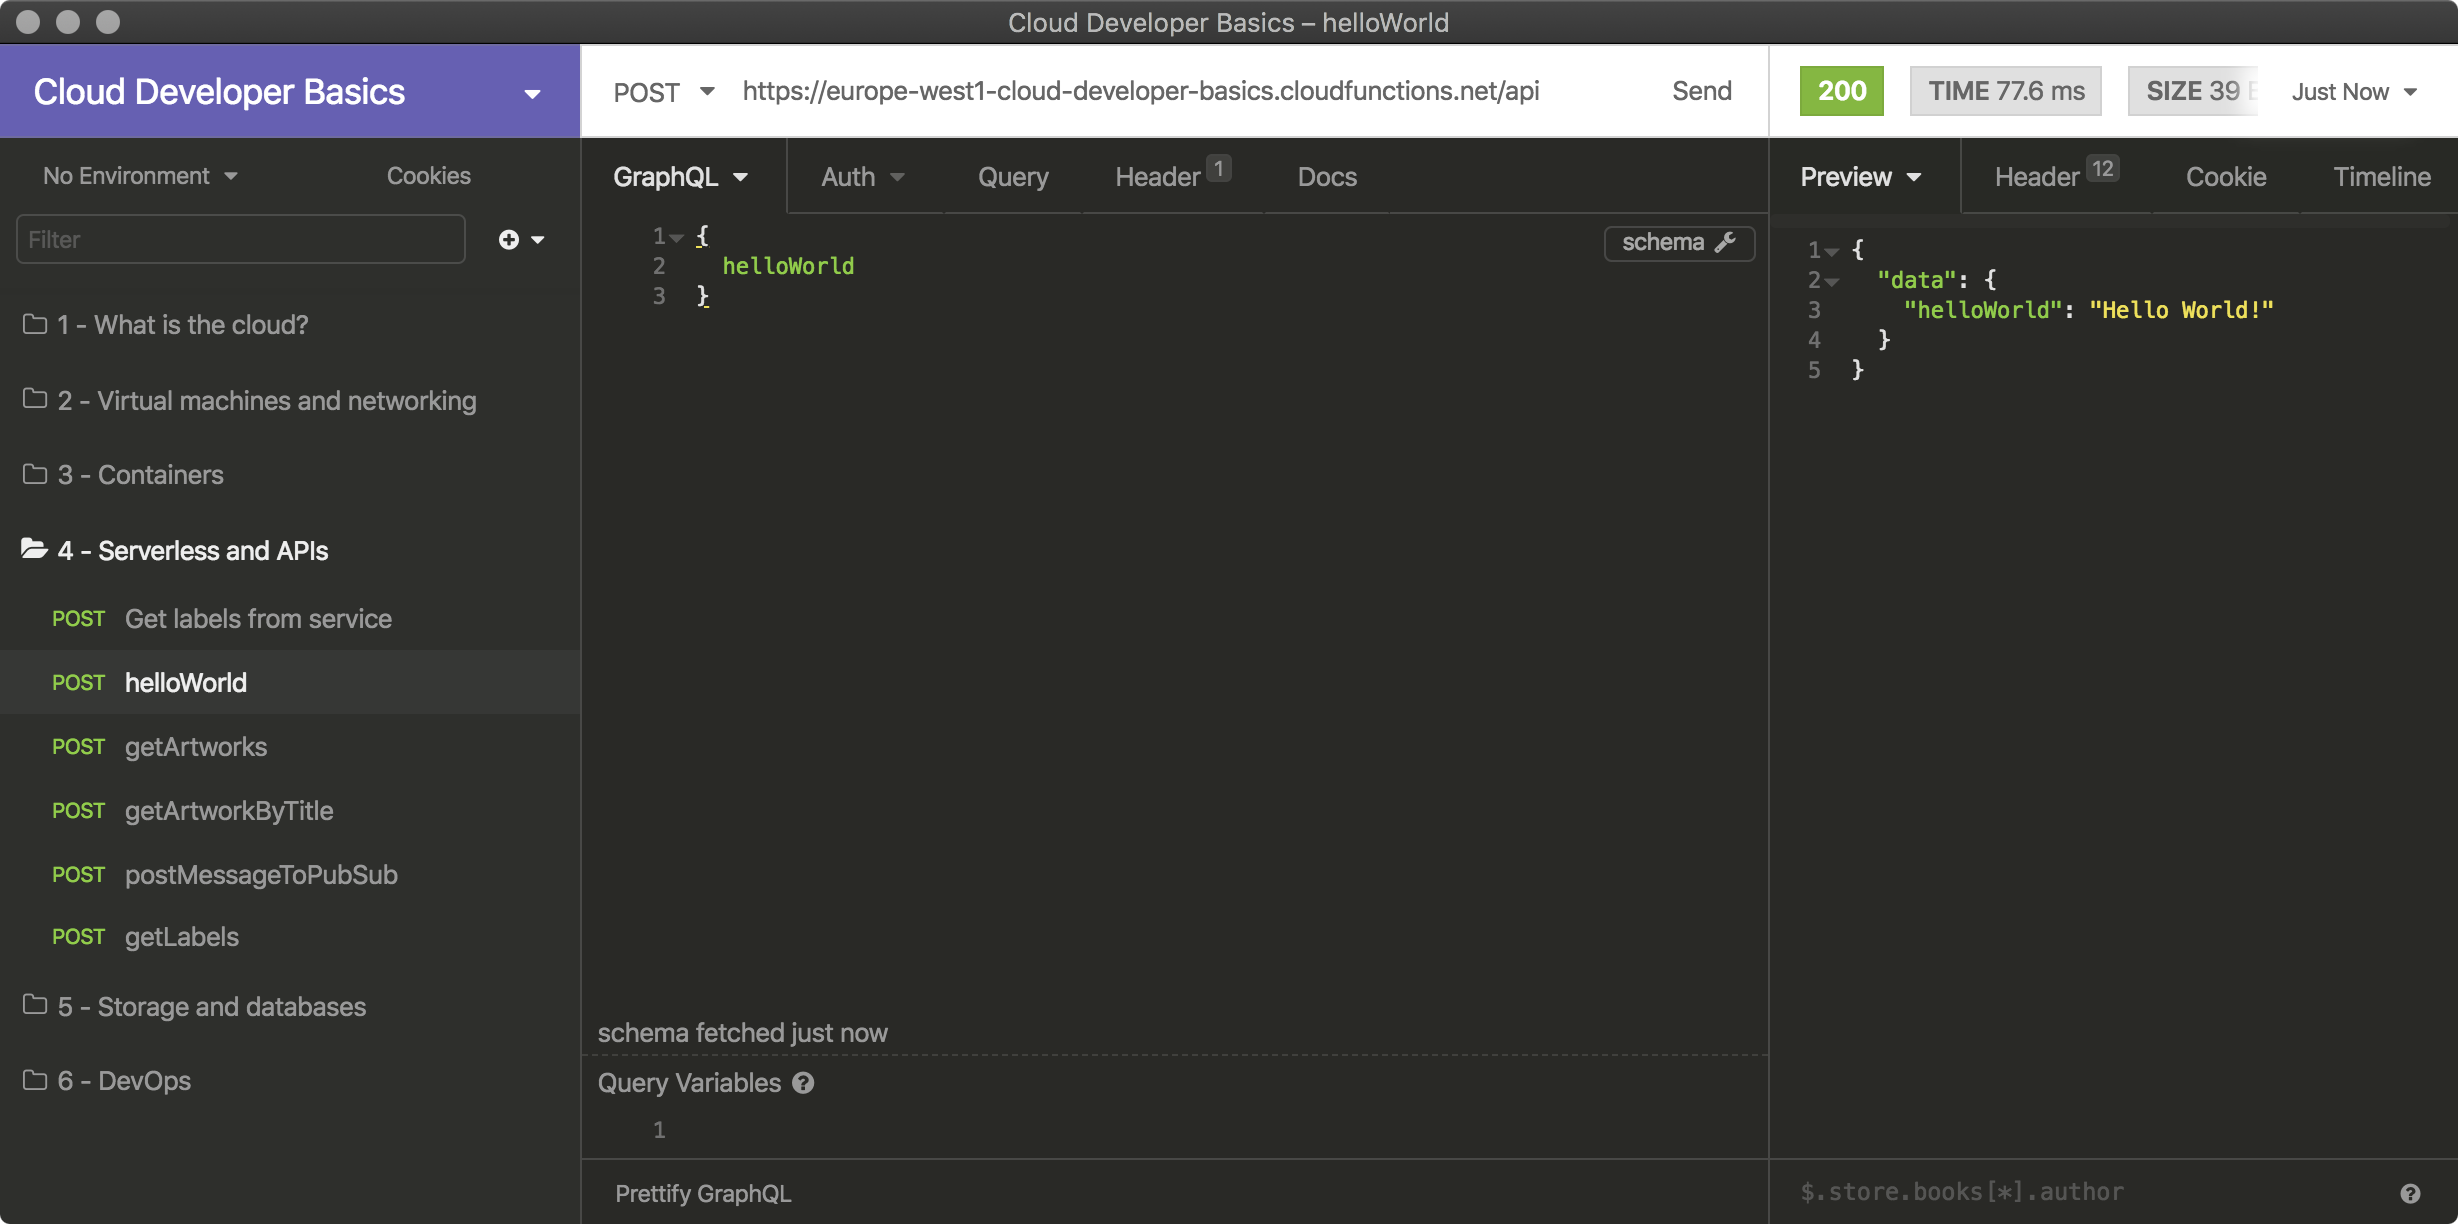 Cloud Developer Basics – helloWorld
Cloud Developer Basics
POST https://europe-west1-cloud-developer-basics.cloudfunctions.net/api Send
200 TIME 77.6 ms SIZE 39 Just Now
No Environment Cookies
Filter
1 - What is the cloud?
2 - Virtual machines and networking
3 - Containers
4 - Serverless and APIs
POST Get labels from service
POST helloWorld
POST getArtworks
POST getArtworkByTitle
POST postMessageToPubSub
POST getLabels
5 - Storage and databases
6 - DevOps
GraphQL Auth Query Header 1 Docs
schema
1 {
2 helloWorld
3 }
schema fetched just now
Query Variables
1
Prettify GraphQL
Preview Header 12 Cookie Timeline
1 {
2 "data": {
3 "helloWorld": "Hello World!"
4 }
5 }
$.store.books[*].author